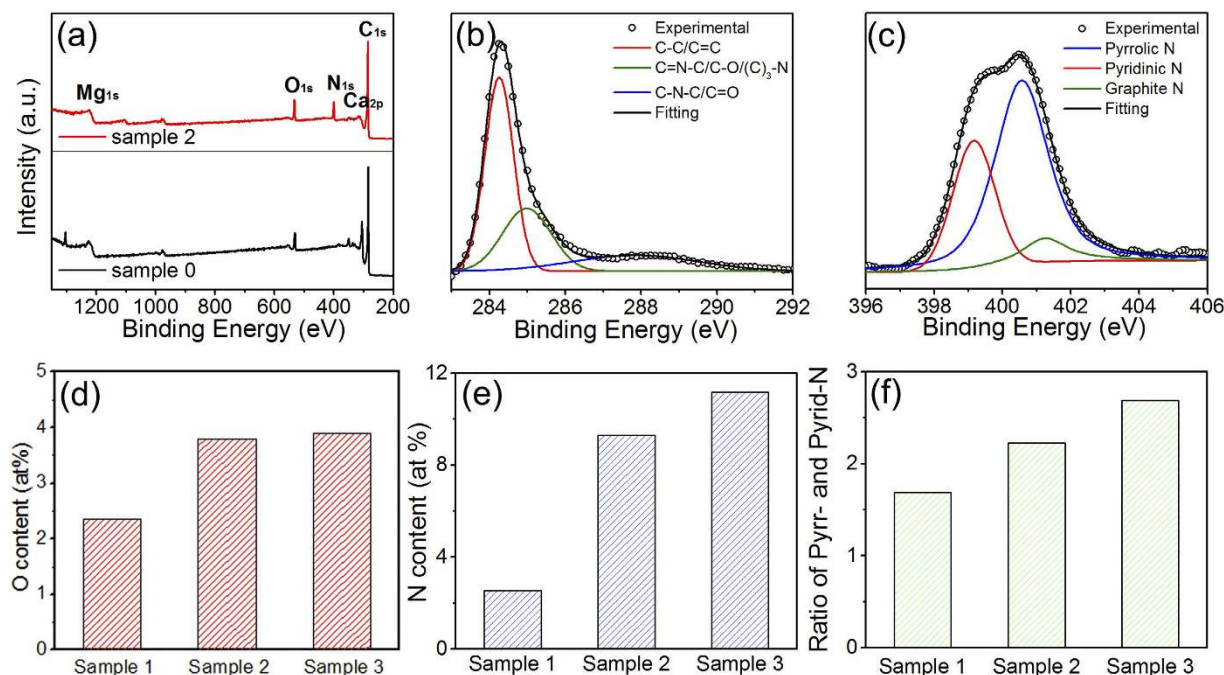 (a)
C1s
Mg1s
O1s
N1s
Ca2p
sample 2
sample 0
Intensity (a.u.)
1200 1000 800 600 400 200
Binding Energy (eV)
(b)
Experimental
C-C/C=C
C=N-C/C-O/(C)3-N
C-N-C/C=O
Fitting
284 286 288 290 292
Binding Energy (eV)
(c)
Experimental
Pyrrolic N
Pyridinic N
Graphite N
Fitting
396 398 400 402 404 406
Binding Energy (eV)
(d)
O content (at%)
5
4
3
2
1
0
Sample 1 Sample 2 Sample 3
(e)
N content (at %)
12
8
4
0
Sample 1 Sample 2 Sample 3
(f)
Ratio of Pyrr- and Pyrid-N
3
2
1
0
Sample 1 Sample 2 Sample 3